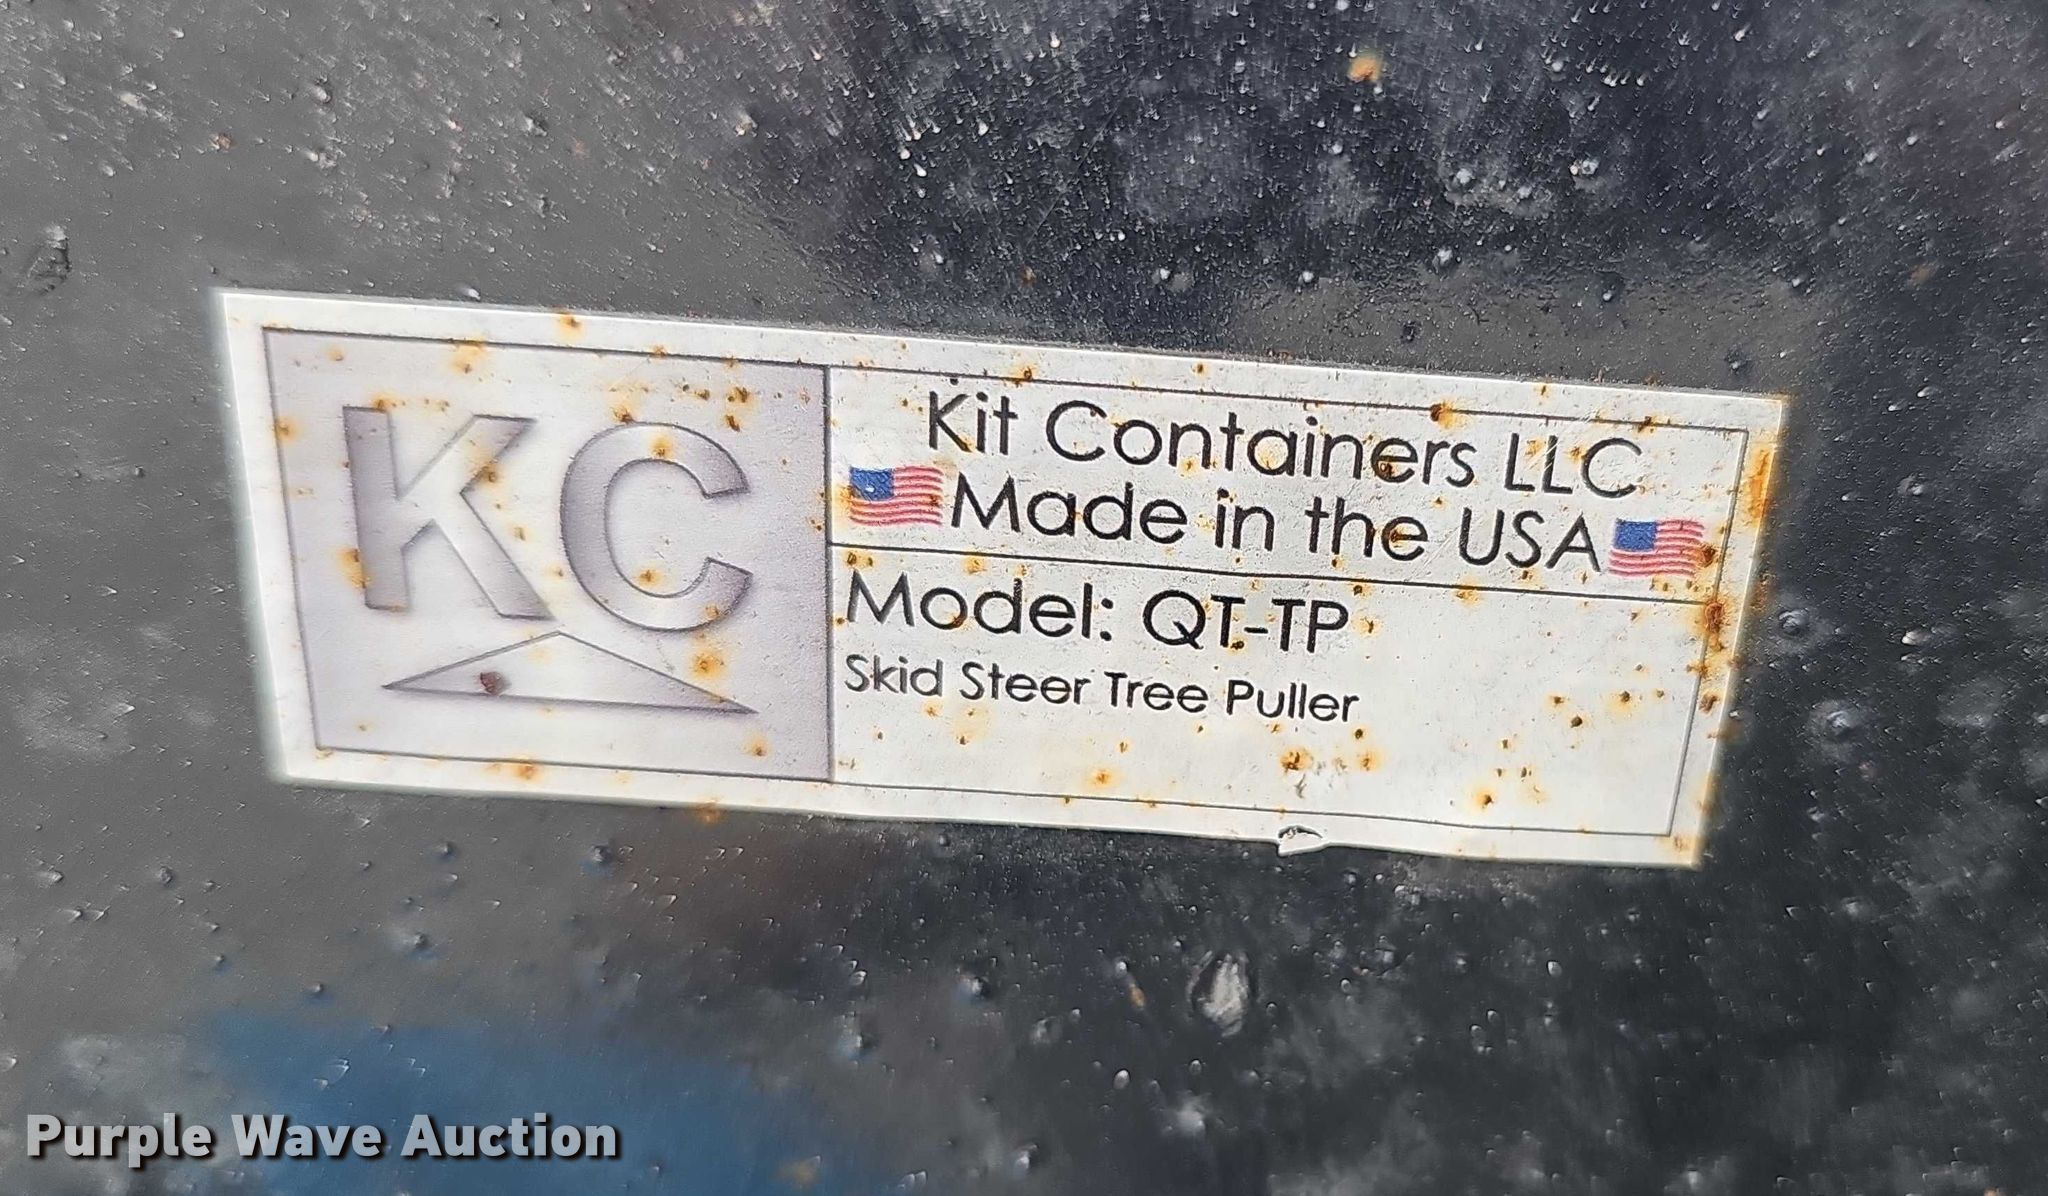 KC
Kit Containers LLC
Made in the USA
Model: QT-TP
Skid Steer Tree Puller
Purple Wave Auction